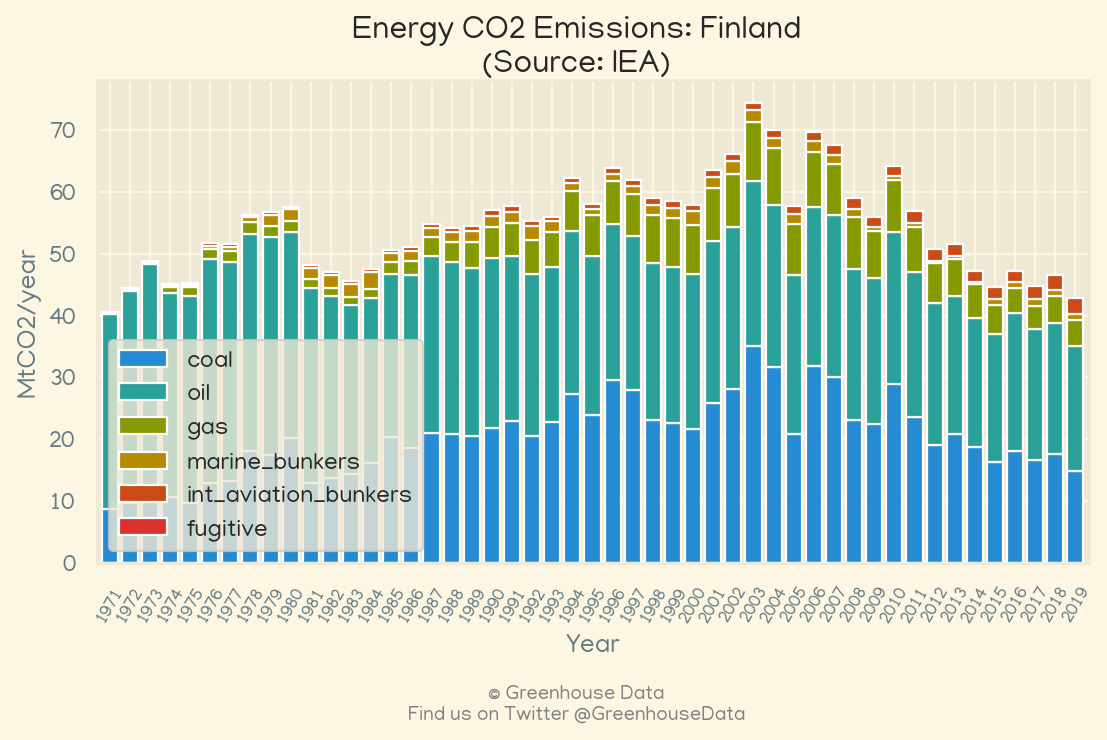 Energy CO2 Emissions: Finland
(Source: IEA)
MtCO2/year
70
60
50
40
30
20
10
0
coal
oil
gas
marine_bunkers
int_aviation_bunkers
fugitive
1971 1972 1973 1974 1975 1976 1977 1978 1979 1980 1981 1982 1983 1984 1985 1986 1987 1988 1989 1990 1991 1992 1993 1994 1995 1996 1997 1998 1999 2000 2001 2002 2003 2004 2005 2006 2007 2008 2009 2010 2011 2012 2013 2014 2015 2016 2017 2018 2019
Year
© Greenhouse Data
Find us on Twitter @GreenhouseData